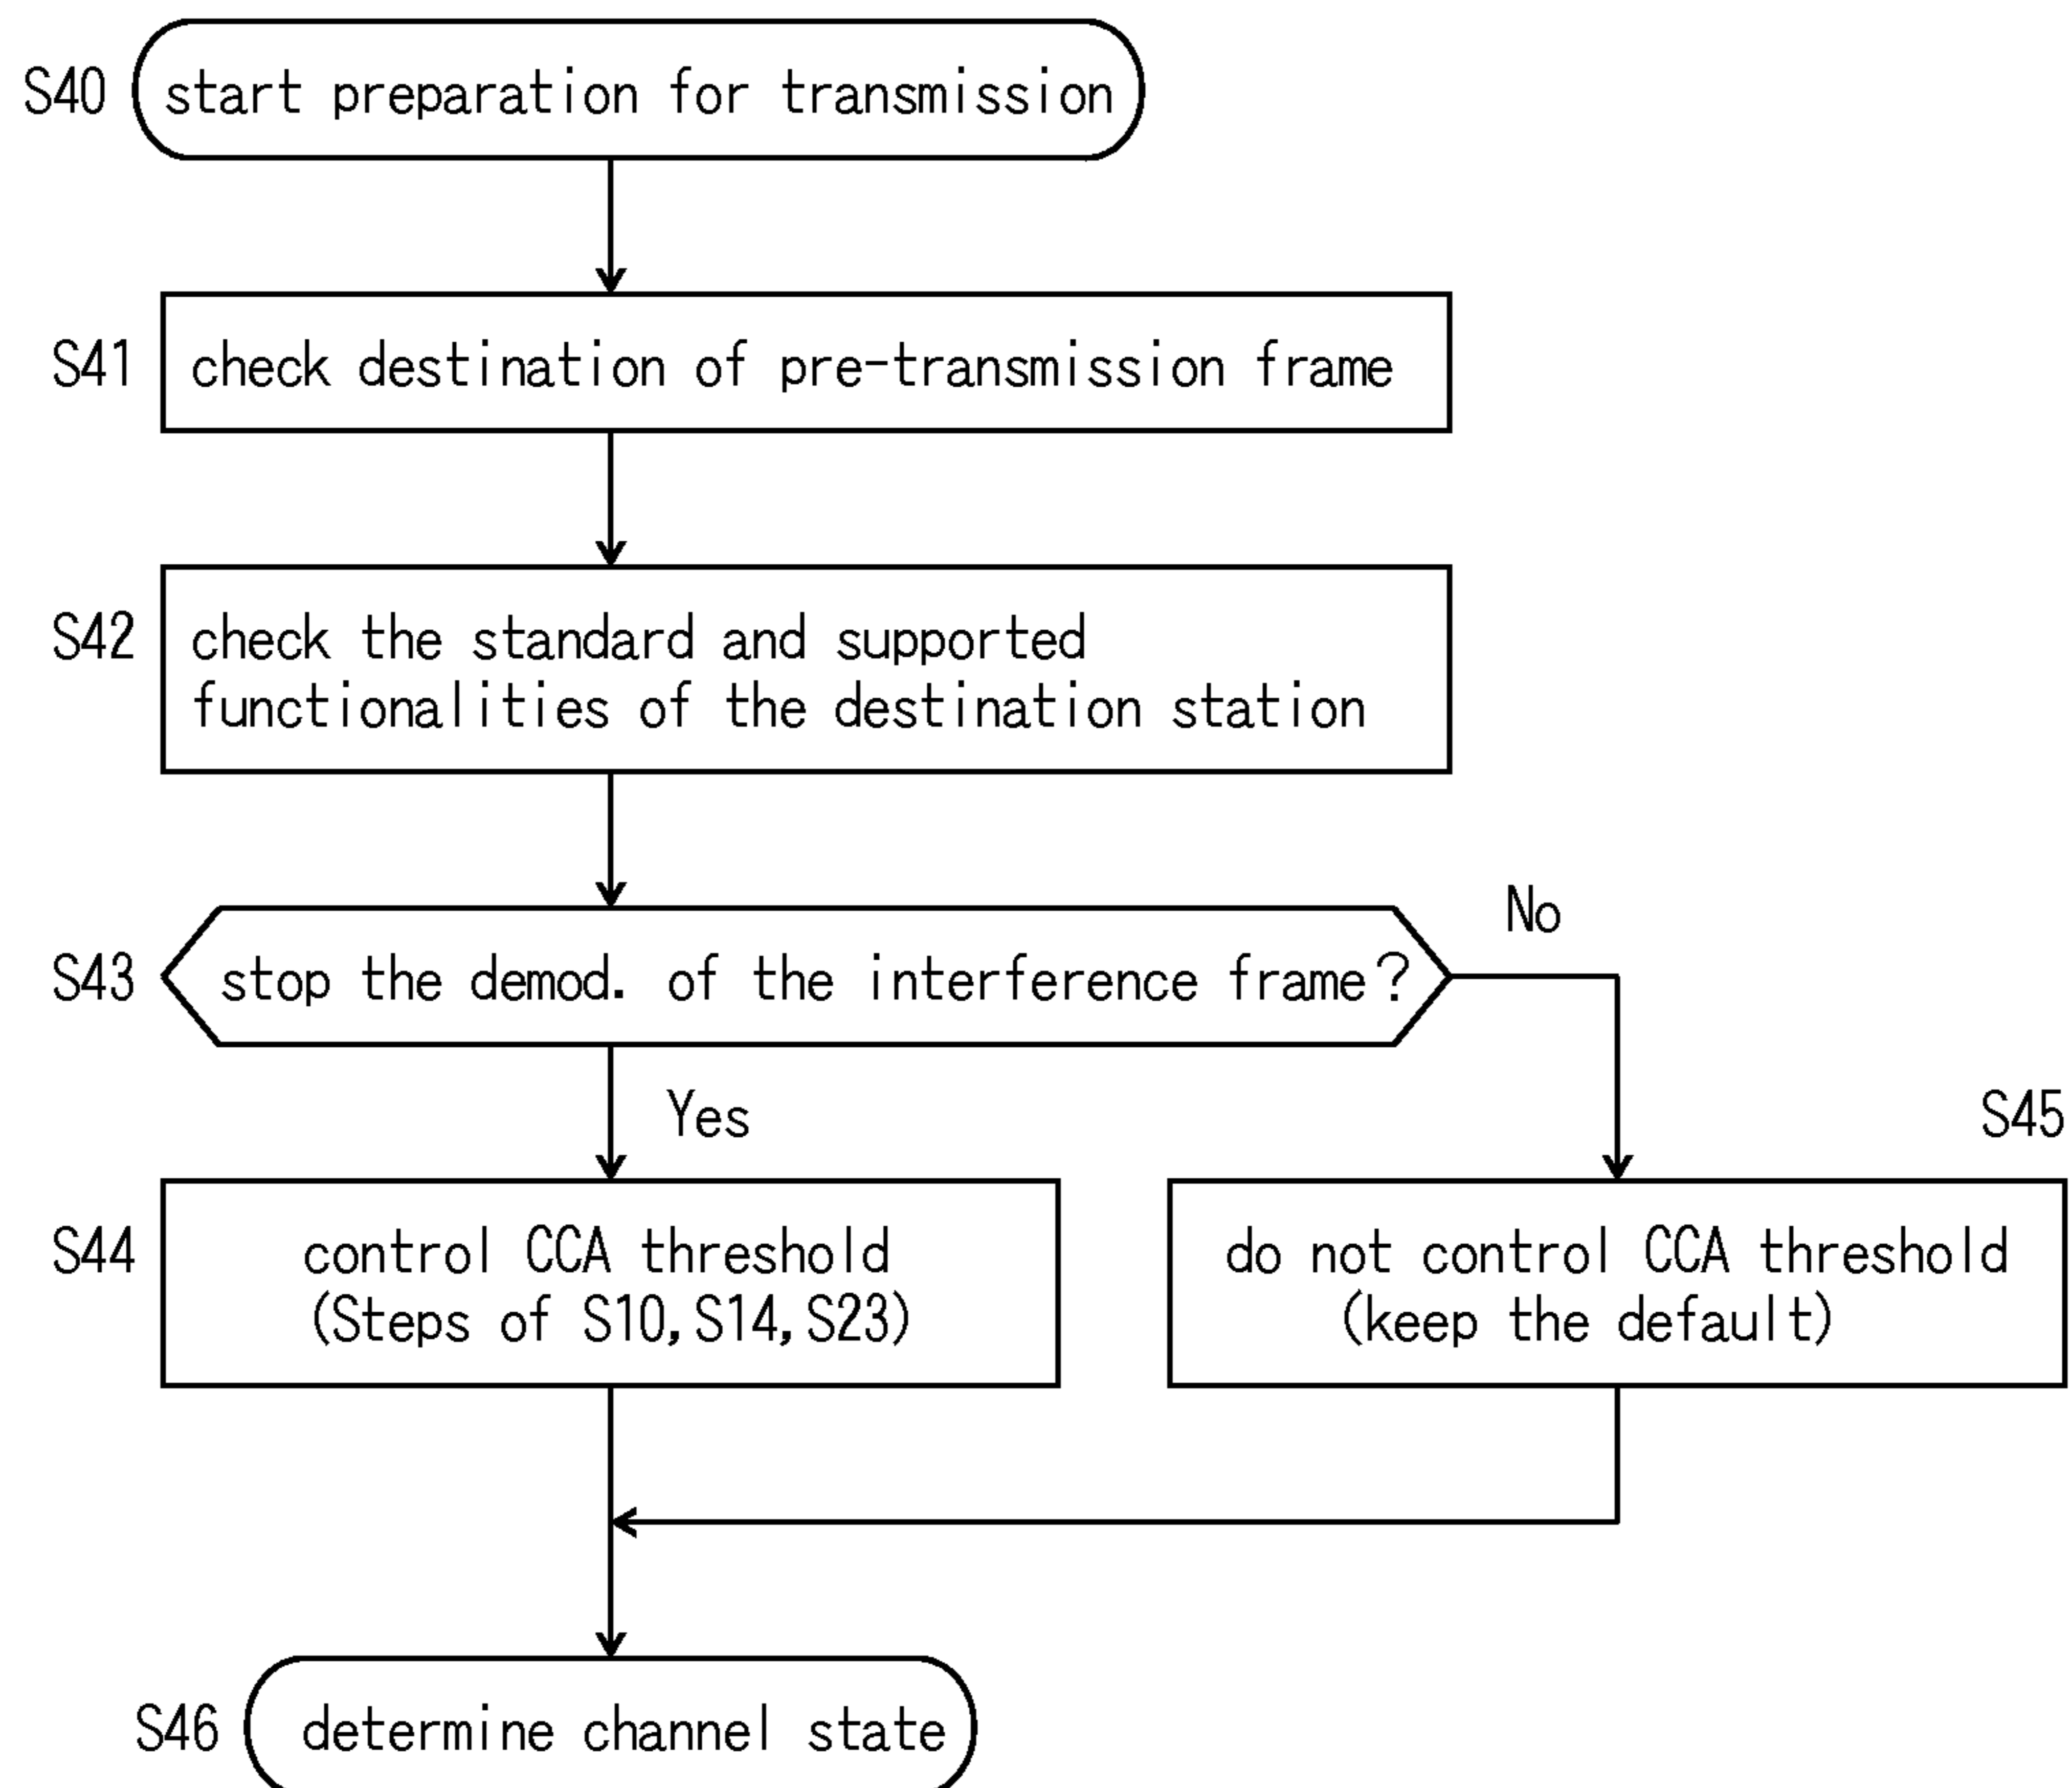 S40
start preparation for transmission
S41
check destination of pre-transmission frame
S42
check the standard and supported
functionalities of the destination station
S43
stop the demod. of the interference frame?
No
Yes
S45
S44
control CCA threshold
(Steps of S10,S14,S23)
do not control CCA threshold
(keep the default)
S46
determine channel state